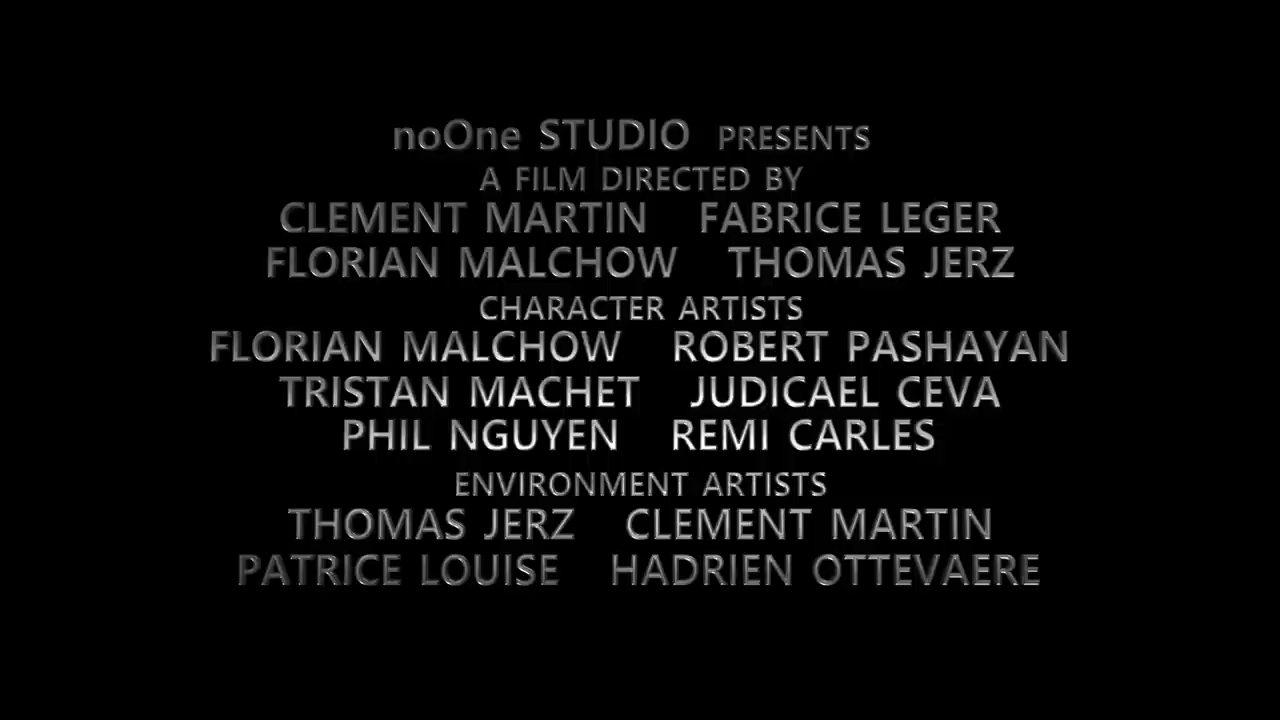 noOne STUDIO PRESENTS
A FILM DIRECTED BY
CLEMENT MARTIN FABRICE LEGER
FLORIAN MALCHOW THOMAS JERZ
CHARACTER ARTISTS
FLORIAN MALCHOW ROBERT PASHAYAN
TRISTAN MACHET JUDICAEL CEVA
PHIL NGUYEN REMI CARLES
ENVIRONMENT ARTISTS
THOMAS JERZ CLEMENT MARTIN
PATRICE LOUISE HADRIEN OTTEVAERE